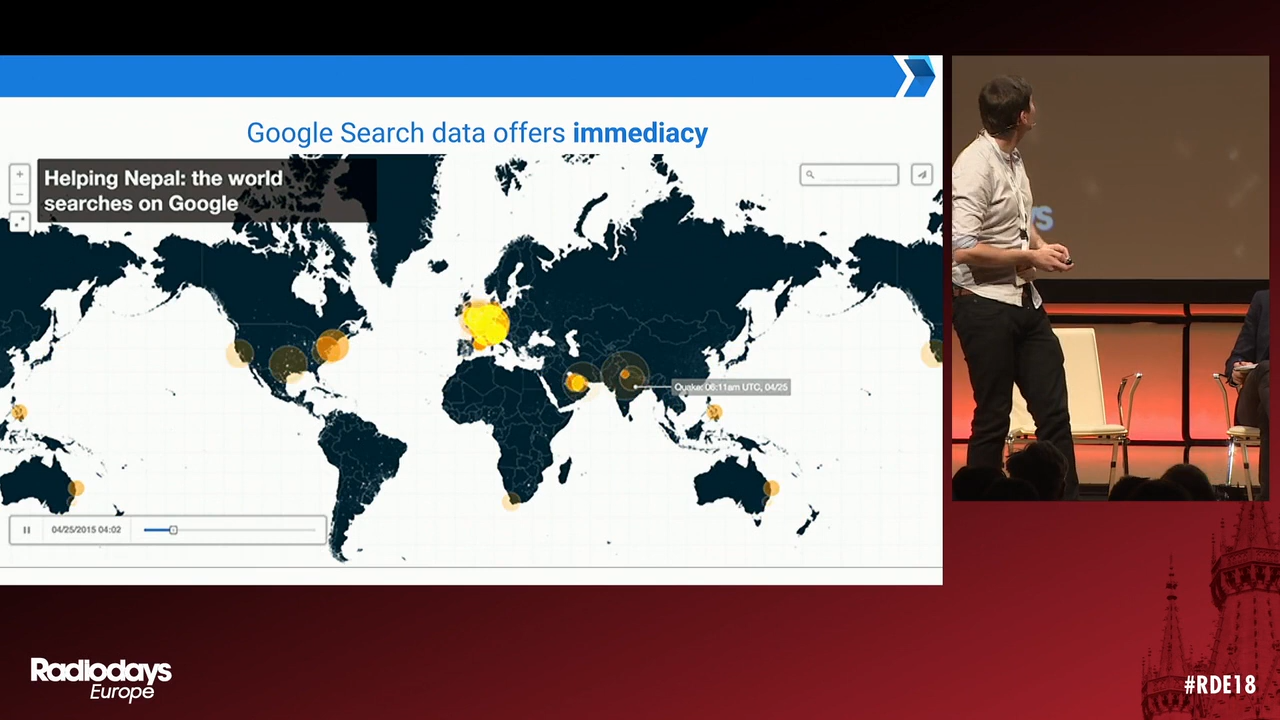 Google Search data offers immediacy
Helping Nepal: the world
searches on Google
Quake: 06:11am UTC, 04/25
04/25/2015 04:02
Radiodays
Europe
#RDE18